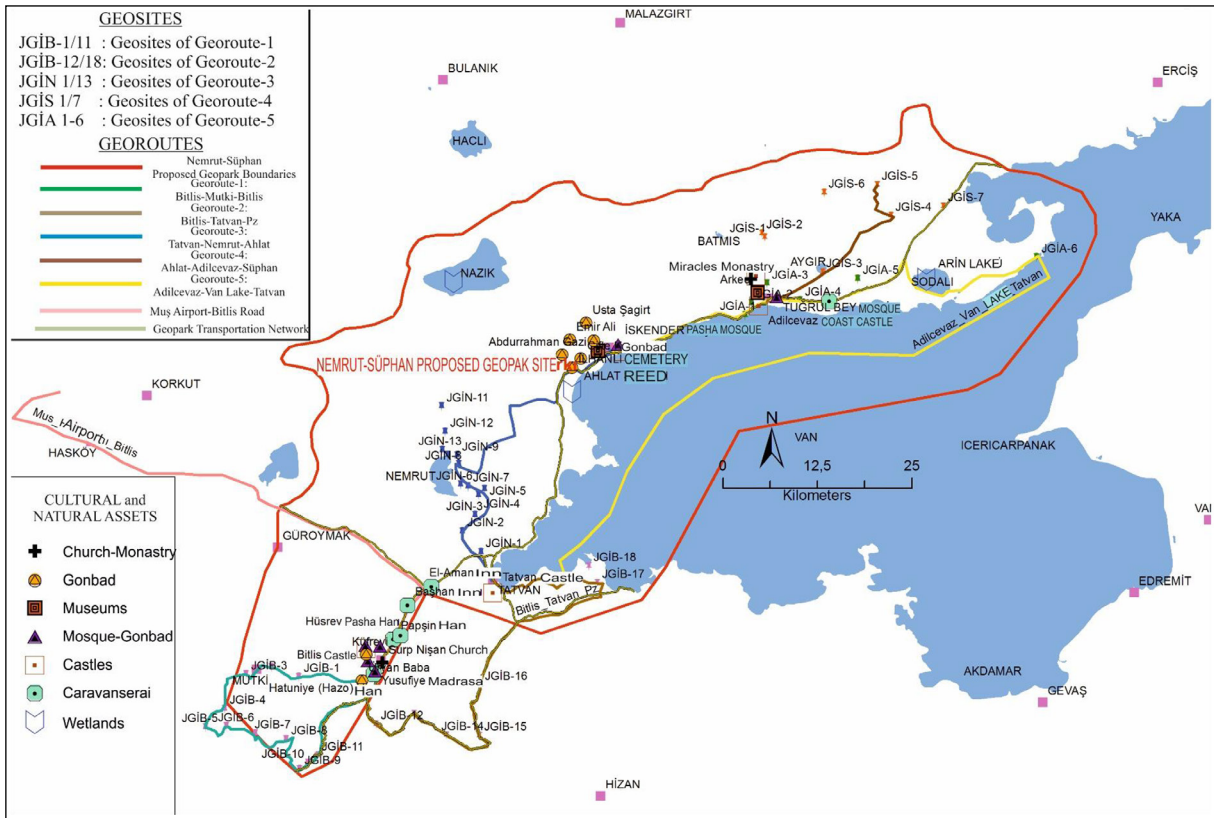 GEOSITES
JGİB-1/11 : Geosites of Georoute-1
JGİB-12/18: Geosites of Georoute-2
JGİN 1/13 : Geosites of Georoute-3
JGİS 1/7 : Geosites of Georoute-4
JGİA 1-6 : Geosites of Georoute-5
GEOROUTES
Nemrut-Süphan
Proposed Geopark Boundaries
Georoute-1:
Bitlis-Mutki-Bitlis
Georoute-2:
Bitlis-Tatvan-Pz
Georoute-3:
Tatvan-Nemrut-Ahlat
Georoute-4:
Ahlat-Adilcevaz-Süphan
Georoute-5:
Adilcevaz-Van Lake-Tatvan
Muş Airport-Bitlis Road
Geopark Transportation Network
MALAZGIRT
BULANIK
ERCİŞ
HACLI
JGİS-6
JGİS-5
JGİS-4
JGİS-7
YAKA
JGİS-1
JGİS-2
BATMIS
JGİA-6
NAZIK
Miracles Monastry
AYGIR
JGİS-3
ARİN LAKE
SODALI
JGİA-3
JGİA-5
JGİA-2
JGİA-4
JGİA-1
TUĞRUL BEY MOSQUE
Adilcevaz COAST CASTLE
Adilcevaz_Van_LAKE_Tatvan
Usta Şagirt
Emir Ali
İSKENDER PASHA MOSQUE
Abdurrahman Gazi
Gonbad
CEMETERY
NEMRUT-SÜPHAN PROPOSED GEOPAK SITE
AHLAT REED
KORKUT
JGİN-11
JGİN-12
JGİN-13
JGİN-9
JGİN-8
NEMRUT
JGİN-6
JGİN-7
JGİN-5
JGİN-4
JGİN-3
JGİN-2
JGİN-1
HASKÖY
N
VAN
0 12,5 25
Kilometers
ICERICARPANAK
CULTURAL and
NATURAL ASSETS
Church-Monastry
Gonbad
Museums
Mosque-Gonbad
Castles
Caravanserai
Wetlands
GÜROYMAK
El-Aman Inn
JGİB-18
Tatvan Castle
JGİB-17
Başhan Inn
TATVAN
Bitlis_Tatvan_Pz
EDREMIT
Hüsrev Pasha Han
Papşin Han
Küfrevi
Surp Nişan Church
Bitlis Castle
Yusufiye Madrasa
Hatuniye (Hazo) Han
AKDAMAR
GEVAŞ
MUTKİ
JGİB-3
JGİB-1
JGİB-16
JGİB-4
JGİB-5
JGİB-6
JGİB-7
JGİB-8
JGİB-12
JGİB-14
JGİB-15
JGİB-11
JGİB-10
JGİB-9
HİZAN